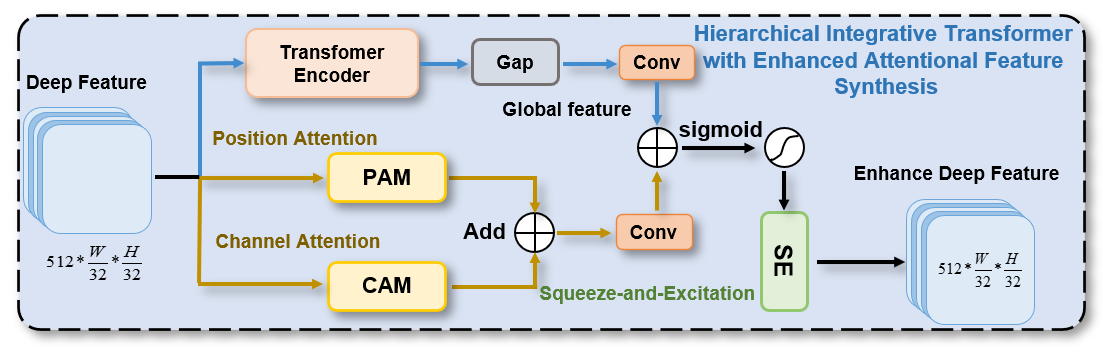 Hierarchical Integrative Transformer
with Enhanced Attentional Feature
Synthesis
Deep Feature
Transfomer
Encoder
Gap
Conv
Global feature
Position Attention
sigmoid
PAM
Enhance Deep Feature
Channel Attention
Add
Conv
SE
512 * W/32 * H/32
CAM
Squeeze-and-Excitation
512 * W/32 * H/32